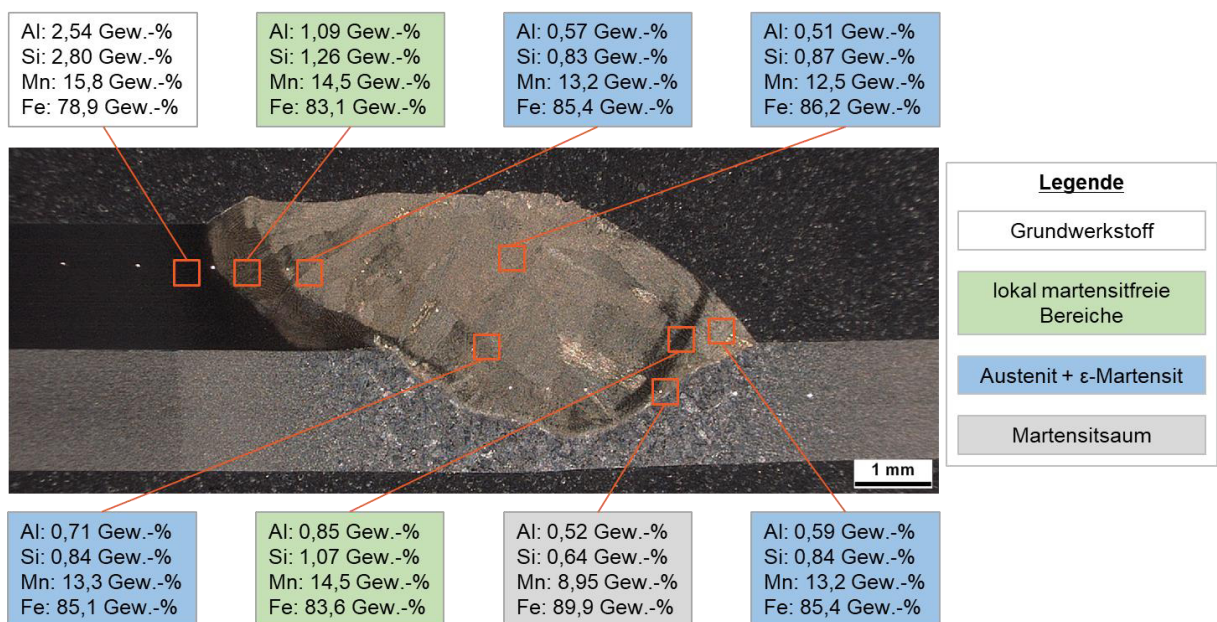 Al: 2,54 Gew.-%
Si: 2,80 Gew.-%
Mn: 15,8 Gew.-%
Fe: 78,9 Gew.-%
Al: 1,09 Gew.-%
Si: 1,26 Gew.-%
Mn: 14,5 Gew.-%
Fe: 83,1 Gew.-%
Al: 0,57 Gew.-%
Si: 0,83 Gew.-%
Mn: 13,2 Gew.-%
Fe: 85,4 Gew.-%
Al: 0,51 Gew.-%
Si: 0,87 Gew.-%
Mn: 12,5 Gew.-%
Fe: 86,2 Gew.-%
Legende
Grundwerkstoff
lokal martensitfreie
Bereiche
Austenit + ε-Martensit
Martensitsaum
1 mm
Al: 0,71 Gew.-%
Si: 0,84 Gew.-%
Mn: 13,3 Gew.-%
Fe: 85,1 Gew.-%
Al: 0,85 Gew.-%
Si: 1,07 Gew.-%
Mn: 14,5 Gew.-%
Fe: 83,6 Gew.-%
Al: 0,52 Gew.-%
Si: 0,64 Gew.-%
Mn: 8,95 Gew.-%
Fe: 89,9 Gew.-%
Al: 0,59 Gew.-%
Si: 0,84 Gew.-%
Mn: 13,2 Gew.-%
Fe: 85,4 Gew.-%